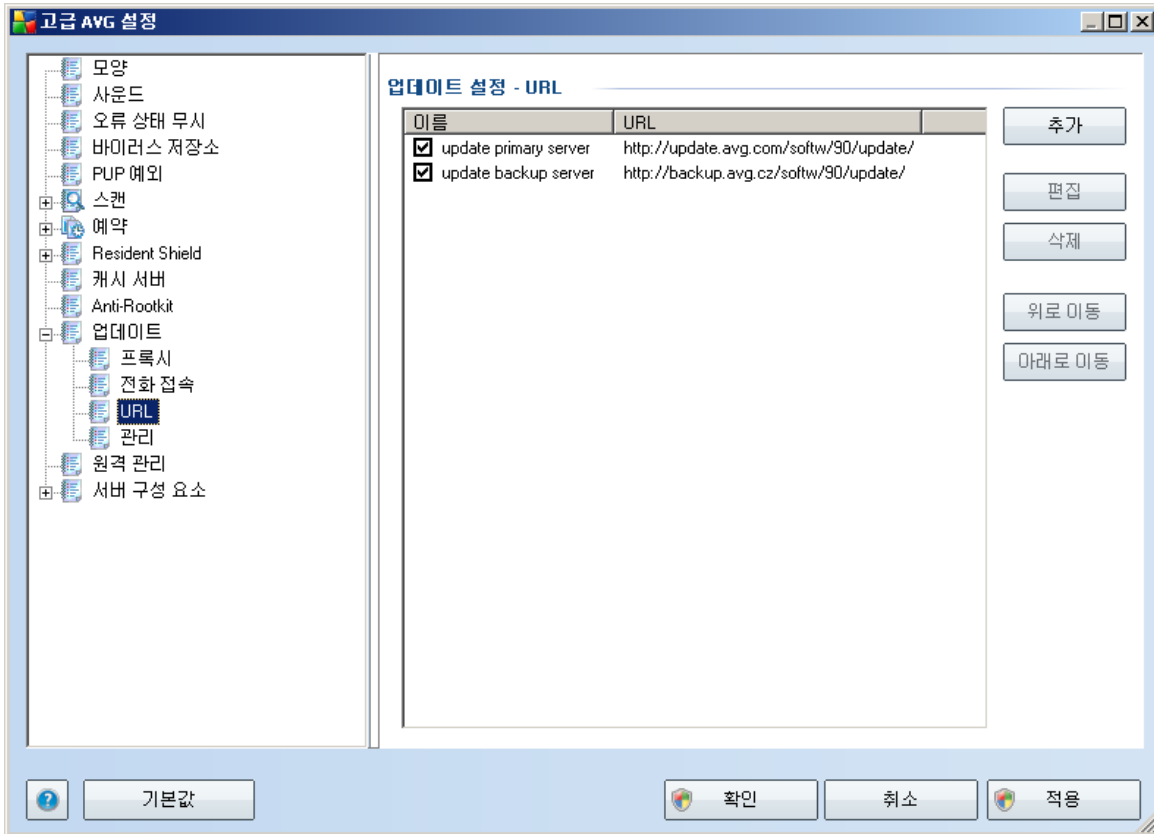 고급 AVG 설정
모양
사운드
오류 상태 무시
바이러스 저장소
PUP 예외
스캔
예약
Resident Shield
캐시 서버
Anti-Rootkit
업데이트
프록시
전화 접속
URL
관리
원격 관리
서버 구성 요소
업데이트 설정 - URL
이름 URL
update primary server http://update.avg.com/softw/90/update/
update backup server http://backup.avg.cz/softw/90/update/
추가
편집
삭제
위로 이동
아래로 이동
기본값
확인
취소
적용